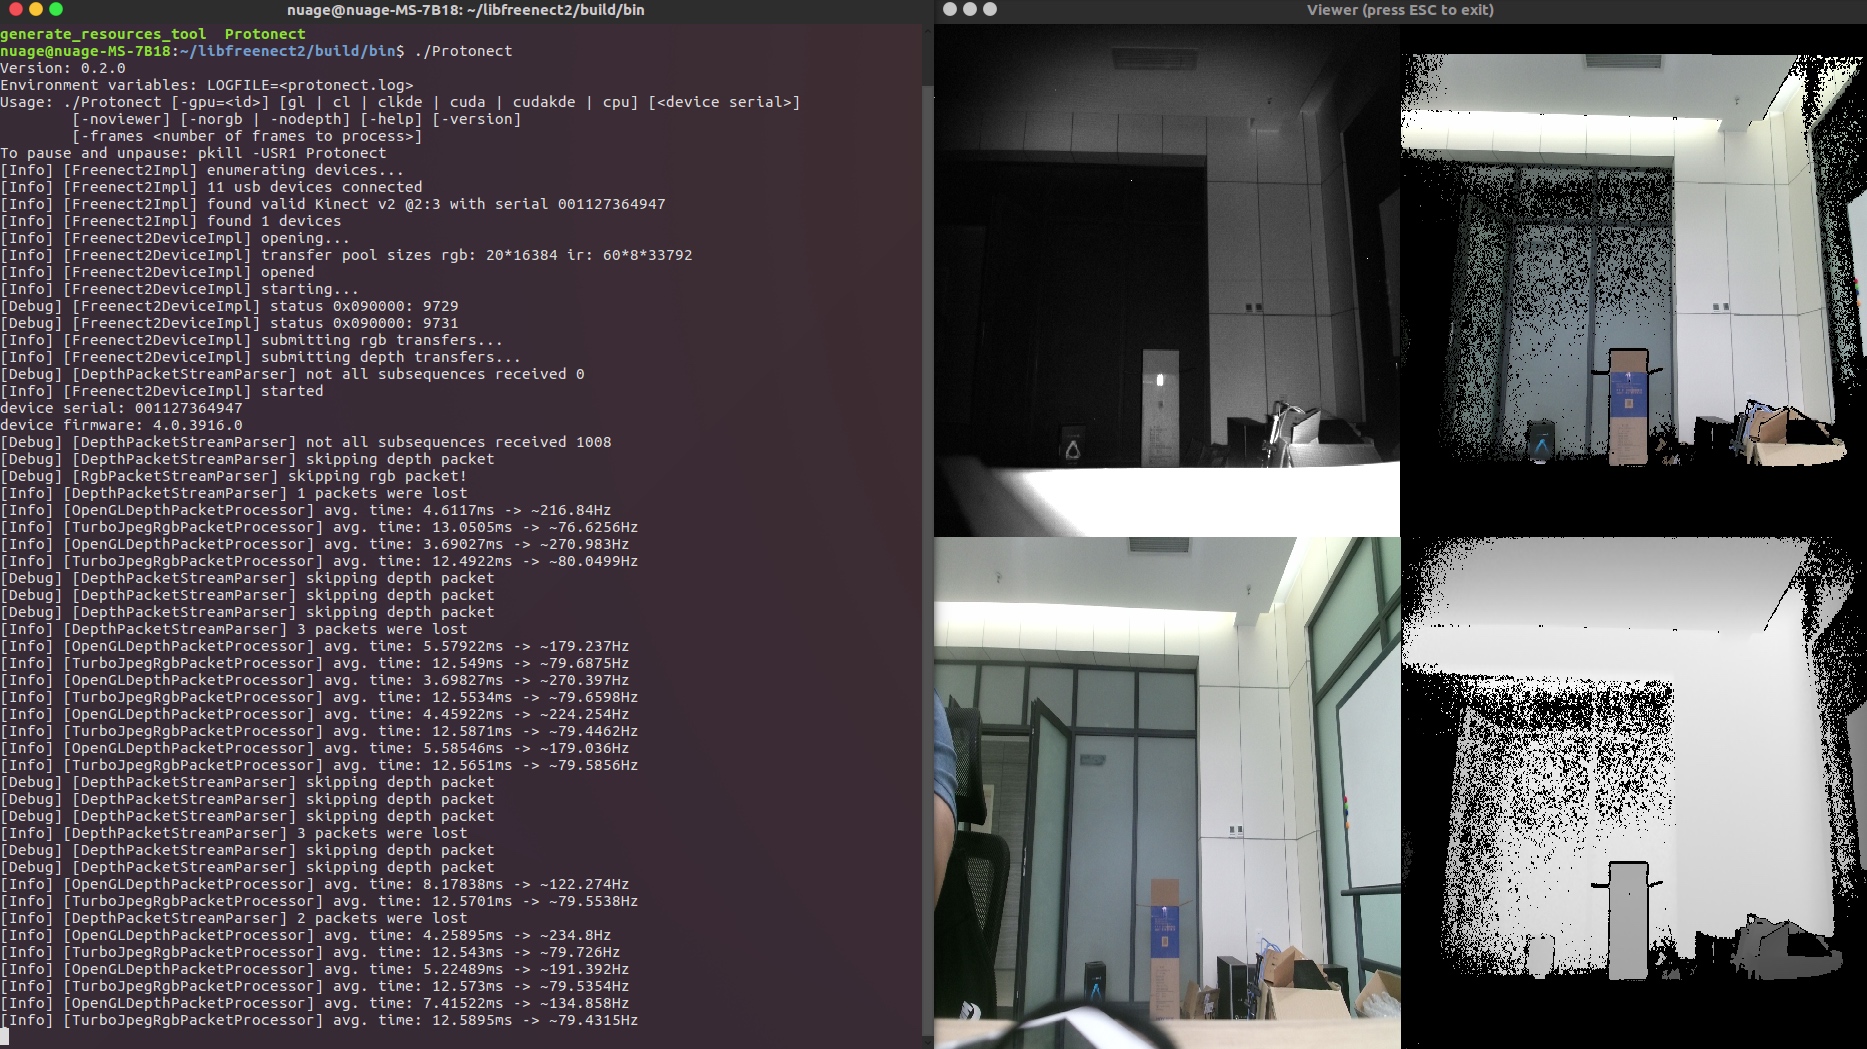 nuage@nuage-MS-7B18: ~/libfreenect2/build/bin
generate_resources_tool  Protonect
nuage@nuage-MS-7B18:~/libfreenect2/build/bin$ ./Protonect
Version: 0.2.0
Environment variables: LOGFILE=<protonect.log>
Usage: ./Protonect [-gpu=<id>] [gl | cl | clkde | cuda | cudakde | cpu] [<device serial>]
        [-noviewer] [-norgb | -nodepth] [-help] [-version]
        [-frames <number of frames to process>]
To pause and unpause: pkill -USR1 Protonect
[Info] [Freenect2Impl] enumerating devices...
[Info] [Freenect2Impl] 11 usb devices connected
[Info] [Freenect2Impl] found valid Kinect v2 @2:3 with serial 001127364947
[Info] [Freenect2Impl] found 1 devices
[Info] [Freenect2DeviceImpl] opening...
[Info] [Freenect2DeviceImpl] transfer pool sizes rgb: 20*16384 ir: 60*8*33792
[Info] [Freenect2DeviceImpl] opened
[Info] [Freenect2DeviceImpl] starting...
[Debug] [Freenect2DeviceImpl] status 0x090000: 9729
[Debug] [Freenect2DeviceImpl] status 0x090000: 9731
[Info] [Freenect2DeviceImpl] submitting rgb transfers...
[Info] [Freenect2DeviceImpl] submitting depth transfers...
[Debug] [DepthPacketStreamParser] not all subsequences received 0
[Info] [Freenect2DeviceImpl] started
device serial: 001127364947
device firmware: 4.0.3916.0
[Debug] [DepthPacketStreamParser] not all subsequences received 1008
[Debug] [DepthPacketStreamParser] skipping depth packet
[Debug] [RgbPacketStreamParser] skipping rgb packet!
[Info] [DepthPacketStreamParser] 1 packets were lost
[Info] [OpenGLDepthPacketProcessor] avg. time: 4.6117ms -> ~216.84Hz
[Info] [TurboJpegRgbPacketProcessor] avg. time: 13.0505ms -> ~76.6256Hz
[Info] [OpenGLDepthPacketProcessor] avg. time: 3.69027ms -> ~270.983Hz
[Info] [TurboJpegRgbPacketProcessor] avg. time: 12.4922ms -> ~80.0499Hz
[Debug] [DepthPacketStreamParser] skipping depth packet
[Debug] [DepthPacketStreamParser] skipping depth packet
[Debug] [DepthPacketStreamParser] skipping depth packet
[Info] [DepthPacketStreamParser] 3 packets were lost
[Info] [OpenGLDepthPacketProcessor] avg. time: 5.57922ms -> ~179.237Hz
[Info] [TurboJpegRgbPacketProcessor] avg. time: 12.549ms -> ~79.6875Hz
[Info] [OpenGLDepthPacketProcessor] avg. time: 3.69827ms -> ~270.397Hz
[Info] [TurboJpegRgbPacketProcessor] avg. time: 12.5534ms -> ~79.6598Hz
[Info] [OpenGLDepthPacketProcessor] avg. time: 4.45922ms -> ~224.254Hz
[Info] [TurboJpegRgbPacketProcessor] avg. time: 12.5871ms -> ~79.4462Hz
[Info] [OpenGLDepthPacketProcessor] avg. time: 5.58546ms -> ~179.036Hz
[Info] [TurboJpegRgbPacketProcessor] avg. time: 12.5651ms -> ~79.5856Hz
[Debug] [DepthPacketStreamParser] skipping depth packet
[Debug] [DepthPacketStreamParser] skipping depth packet
[Debug] [DepthPacketStreamParser] skipping depth packet
[Info] [DepthPacketStreamParser] 3 packets were lost
[Debug] [DepthPacketStreamParser] skipping depth packet
[Debug] [DepthPacketStreamParser] skipping depth packet
[Info] [OpenGLDepthPacketProcessor] avg. time: 8.17838ms -> ~122.274Hz
[Info] [TurboJpegRgbPacketProcessor] avg. time: 12.5701ms -> ~79.5538Hz
[Info] [DepthPacketStreamParser] 2 packets were lost
[Info] [OpenGLDepthPacketProcessor] avg. time: 4.25895ms -> ~234.8Hz
[Info] [TurboJpegRgbPacketProcessor] avg. time: 12.543ms -> ~79.726Hz
[Info] [OpenGLDepthPacketProcessor] avg. time: 5.22489ms -> ~191.392Hz
[Info] [TurboJpegRgbPacketProcessor] avg. time: 12.573ms -> ~79.5354Hz
[Info] [OpenGLDepthPacketProcessor] avg. time: 7.41522ms -> ~134.858Hz
[Info] [TurboJpegRgbPacketProcessor] avg. time: 12.5895ms -> ~79.4315Hz
Viewer (press ESC to exit)